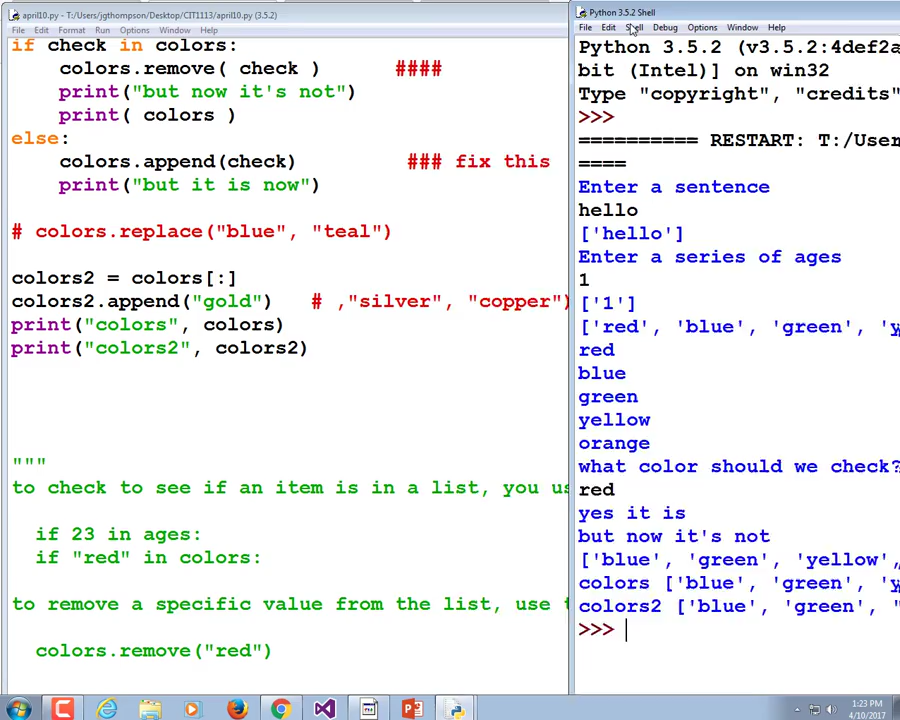 april10.py - T:/Users/jgthompson/Desktop/CIT1113/april10.py (3.5.2)
File Edit Format Run Options Window Help
if check in colors:
    colors.remove( check )      ####
    print("but now it's not")
    print( colors )
else:
    colors.append(check)         ### fix this
    print("but it is now")
# colors.replace("blue", "teal")
colors2 = colors[:]
colors2.append("gold")   # ,"silver", "copper")
print("colors", colors)
print("colors2", colors2)
"""
to check to see if an item is in a list, you
  if 23 in ages:
  if "red" in colors:
to remove a specific value from the list, use
  colors.remove("red")
Python 3.5.2 Shell
File Edit Shell Debug Options Window Help
Python 3.5.2 (v3.5.2:4def2a
bit (Intel)] on win32
Type "copyright", "credits"
>>>
========== RESTART: T:/User
====
Enter a sentence
hello
['hello']
Enter a series of ages
1
['1']
['red', 'blue', 'green', 'y
red
blue
green
yellow
orange
what color should we check?
red
yes it is
but now it's not
['blue', 'green', 'yellow',
colors ['blue', 'green', 'y
colors2 ['blue', 'green', "
>>>
1:23 PM
4/10/2017